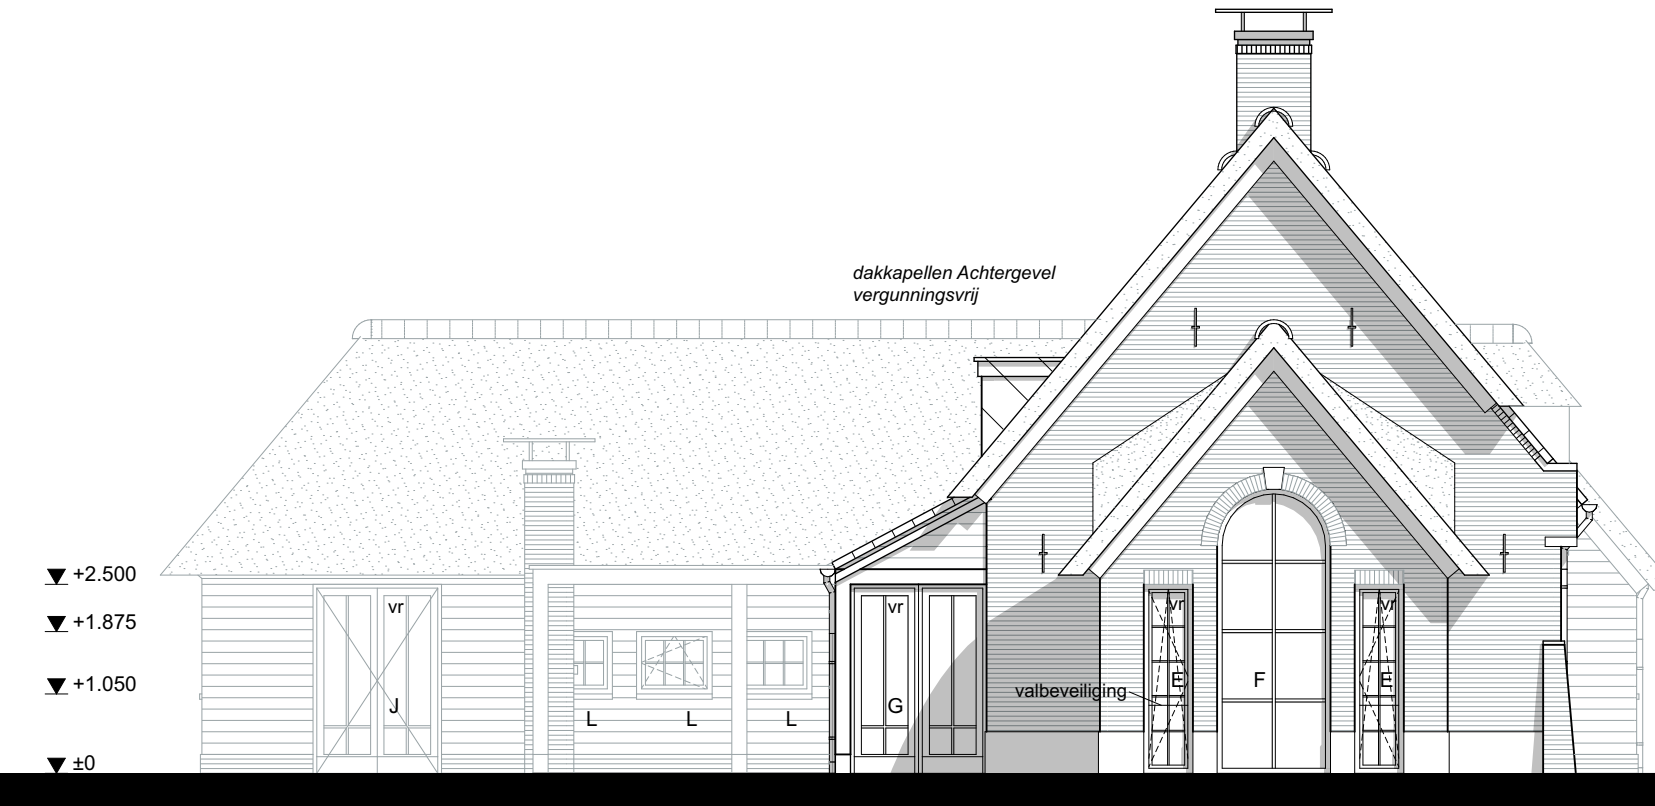 dakkapellen Achtergevel
vergunningsvrij
+2.500
+1.875
+1.050
±0
vr
J
L
L
L
vr
G
valbeveiliging
vr
E
F
vr
E